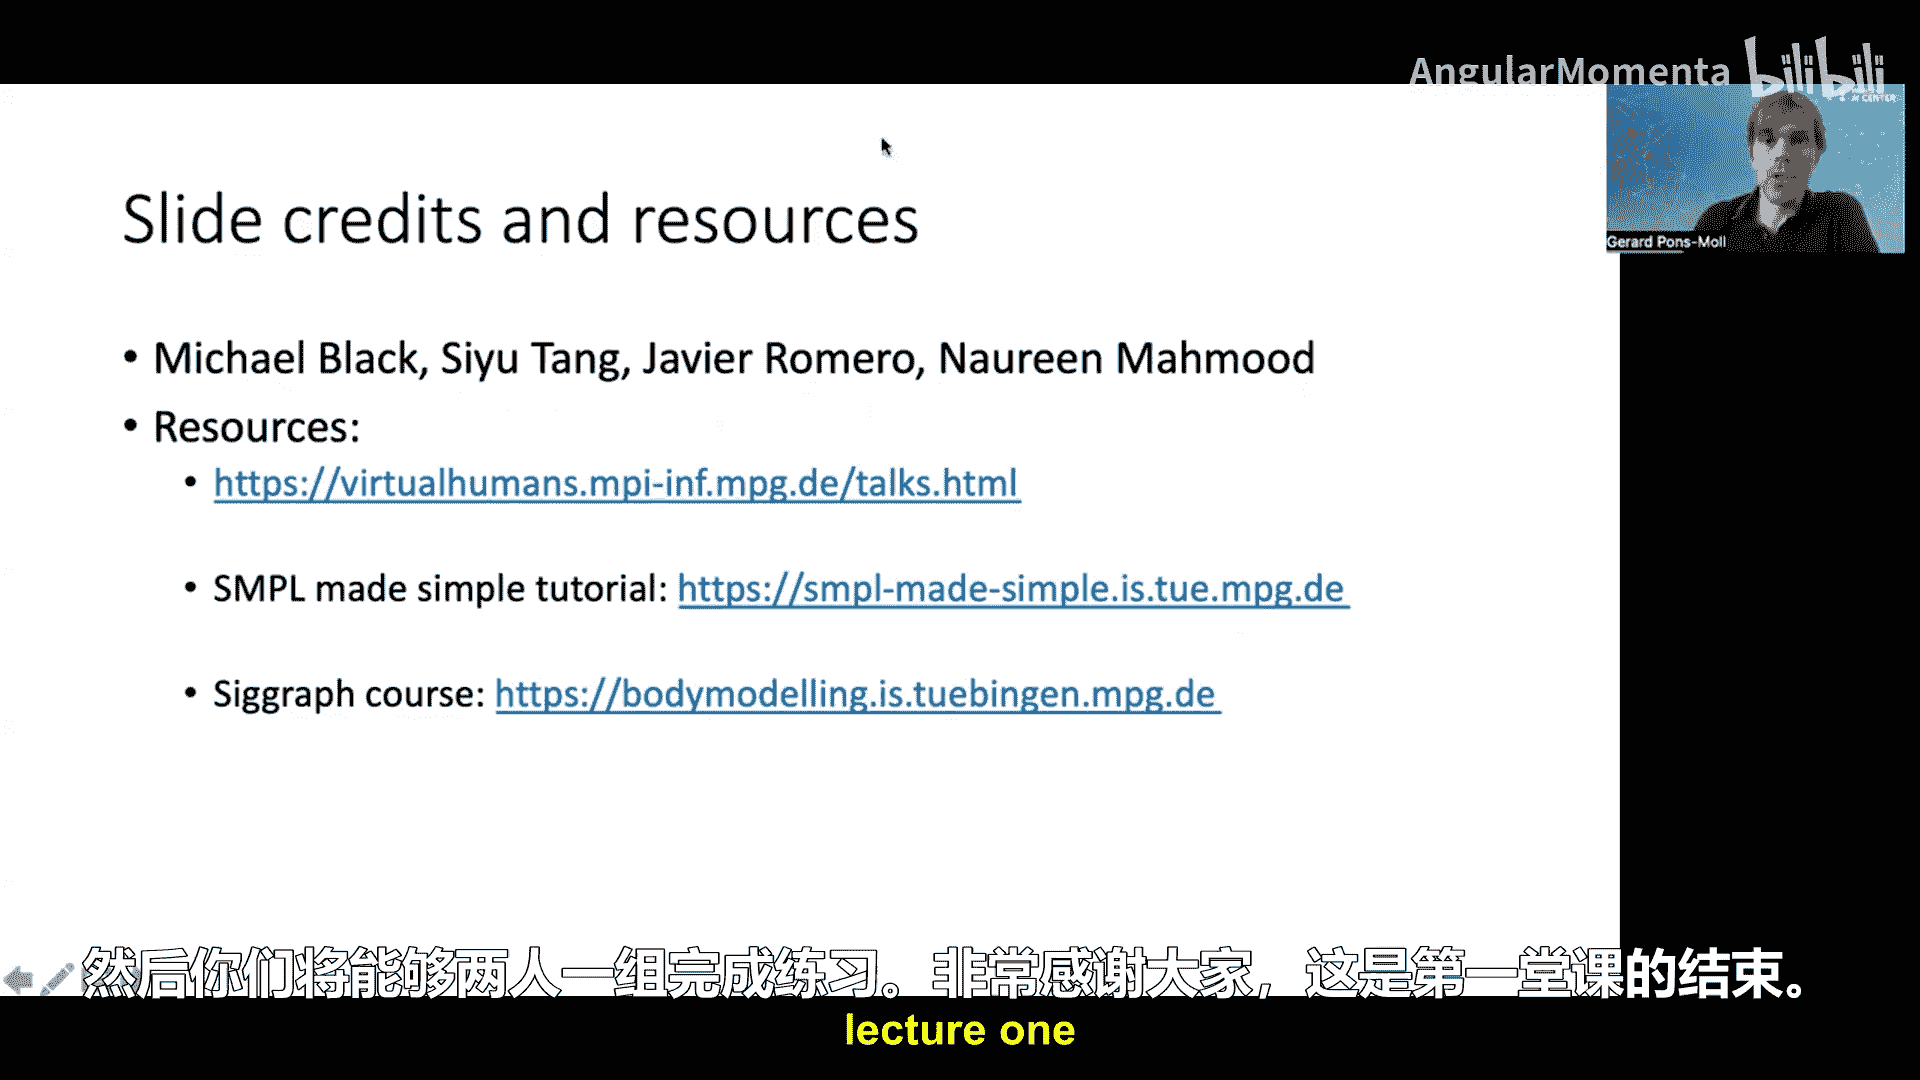 AngularMomenta bilibili
AI CENTER
Gerard Pons-Moll
Slide credits and resources
• Michael Black, Siyu Tang, Javier Romero, Naureen Mahmood
• Resources:
• https://virtualhumans.mpi-inf.mpg.de/talks.html
• SMPL made simple tutorial: https://smpl-made-simple.is.tue.mpg.de
• Siggraph course: https://bodymodelling.is.tuebingen.mpg.de
然后你们将能够两人一组完成练习。非常感谢大家，这是第一堂课的结束。
lecture one